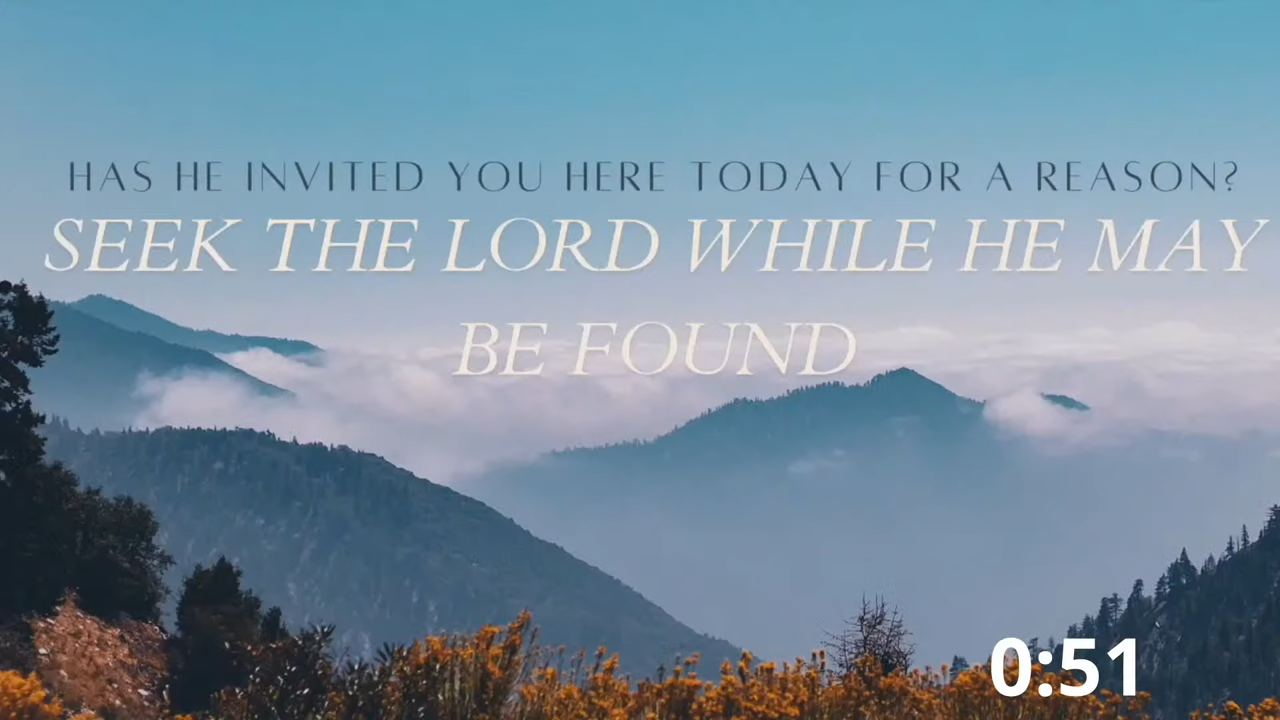 HAS HE INVITED YOU HERE TODAY FOR A REASON?
SEEK THE LORD WHILE HE MAY
BE FOUND
0:51